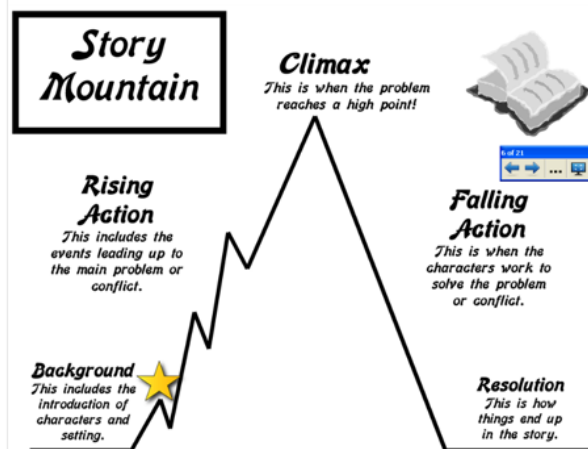 Story
Mountain
Climax
This is when the problem
reaches a high point!
6 of 21
...
Rising
Action
This includes the
events leading up to
the main problem or
conflict.
Falling
Action
This is when the
characters work to
solve the problem
or conflict.
Background
This includes the
introduction of
characters and
setting.
Resolution
This is how
things end up
in the story.